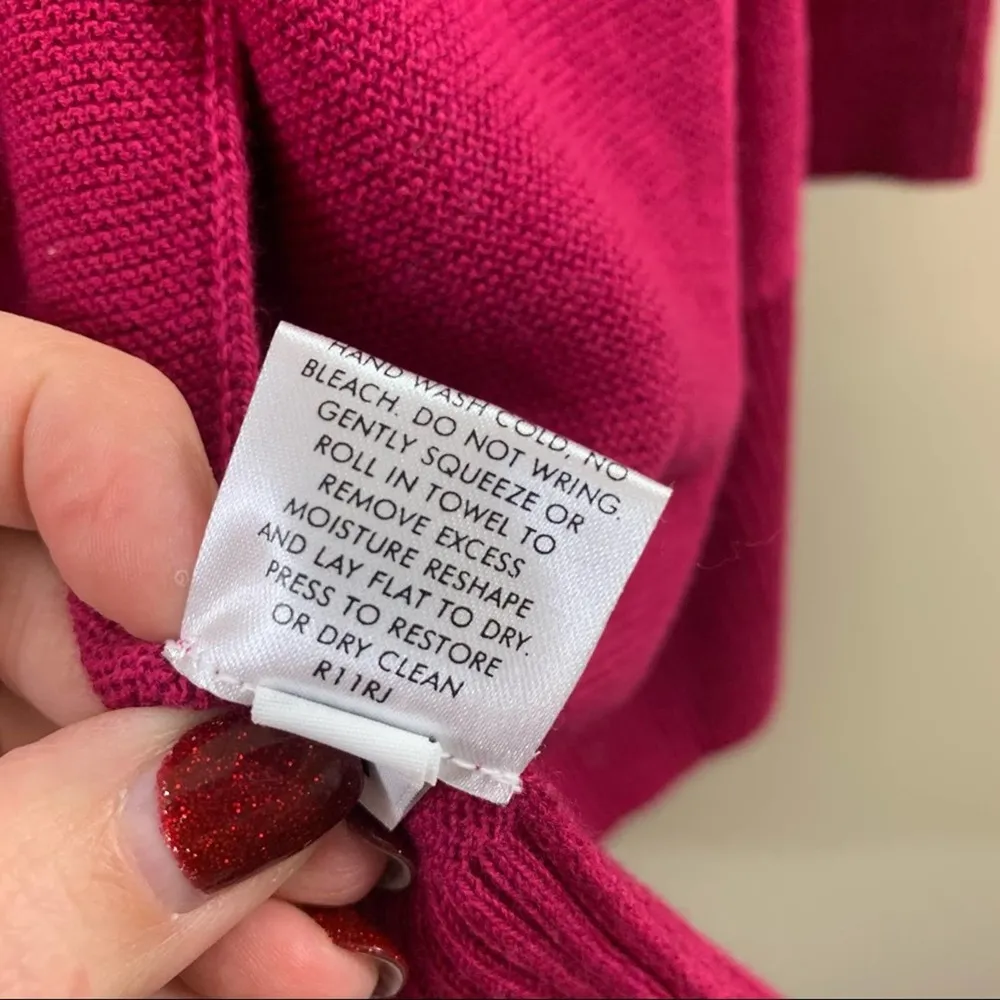 HAND WASH COLD, NO
BLEACH. DO NOT WRING.
GENTLY SQUEEZE OR
ROLL IN TOWEL TO
REMOVE EXCESS
MOISTURE RESHAPE
AND LAY FLAT TO DRY.
PRESS TO RESTORE
OR DRY CLEAN
R11RJ